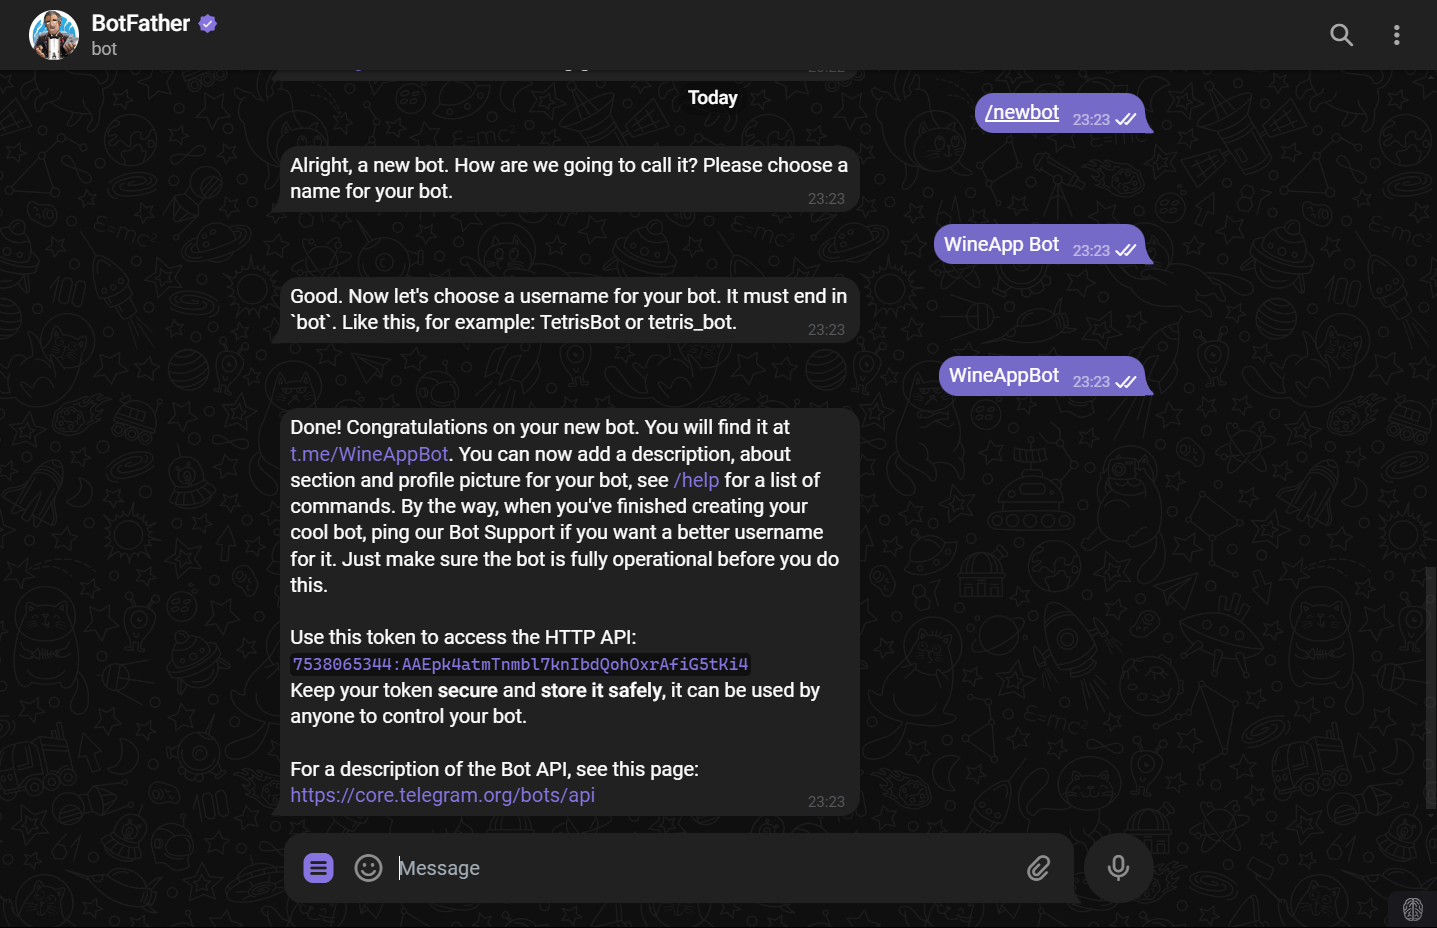 BotFather
bot
Today
/newbot 23:23
Alright, a new bot. How are we going to call it? Please choose a
name for your bot. 23:23
WineApp Bot 23:23
Good. Now let's choose a username for your bot. It must end in
`bot`. Like this, for example: TetrisBot or tetris_bot. 23:23
WineAppBot 23:23
Done! Congratulations on your new bot. You will find it at
t.me/WineAppBot. You can now add a description, about
section and profile picture for your bot, see /help for a list of
commands. By the way, when you've finished creating your
cool bot, ping our Bot Support if you want a better username
for it. Just make sure the bot is fully operational before you do
this.
Use this token to access the HTTP API:
7538065344:AAEpk4atmTnmbl7knIbdQohOxrAfiG5tKi4
Keep your token secure and store it safely, it can be used by
anyone to control your bot.
For a description of the Bot API, see this page:
https://core.telegram.org/bots/api 23:23
Message